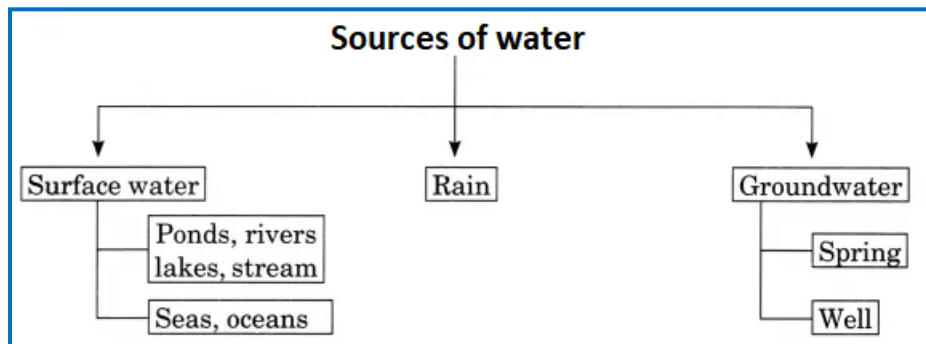 Sources of water
Surface water
Rain
Groundwater
Ponds, rivers
lakes, stream
Spring
Seas, oceans
Well